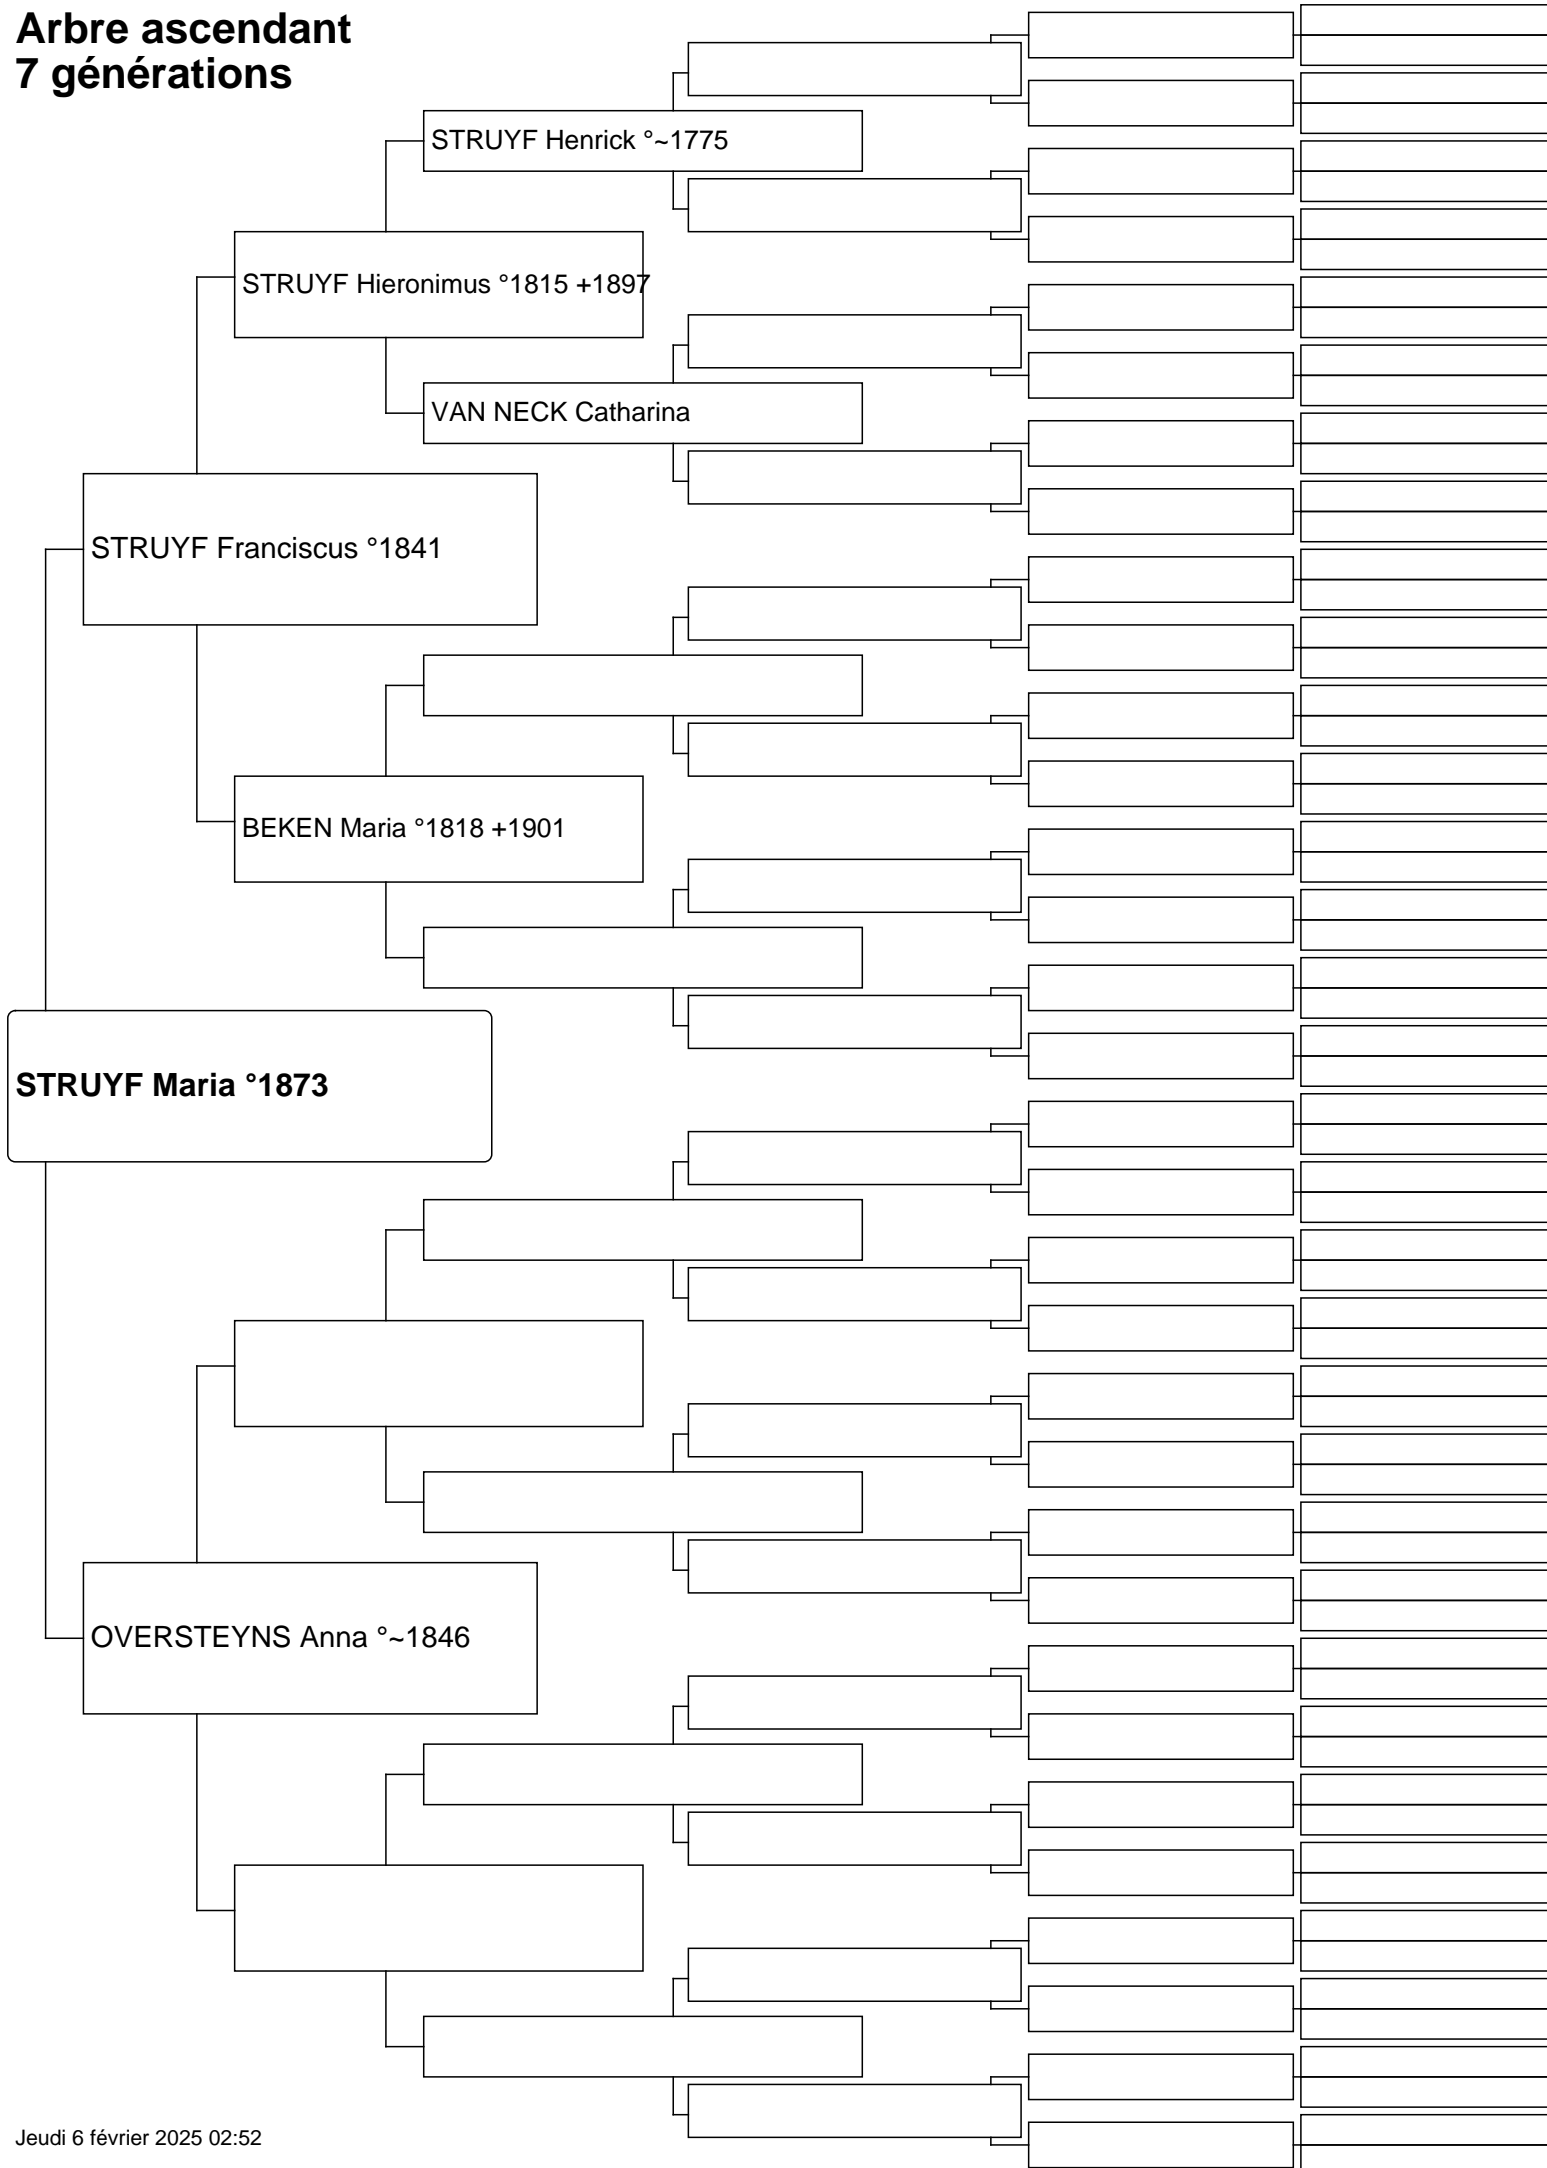 Arbre ascendant
7 générations
STRUYF Henrick °~1775
STRUYF Hieronimus °1815 +1897
VAN NECK Catharina
STRUYF Franciscus °1841
BEKEN Maria °1818 +1901
STRUYF Maria °1873
OVERSTEYNS Anna °~1846
Jeudi 6 février 2025 02:52